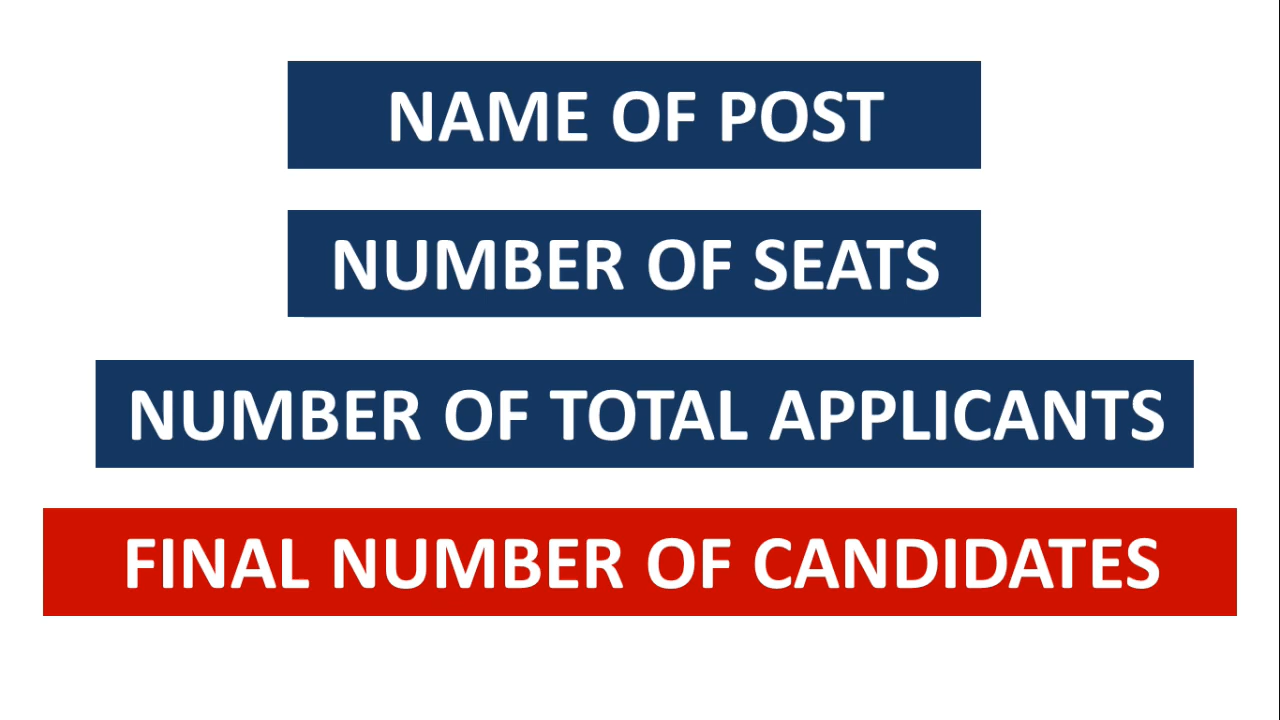 NAME OF POST
NUMBER OF SEATS
NUMBER OF TOTAL APPLICANTS
FINAL NUMBER OF CANDIDATES